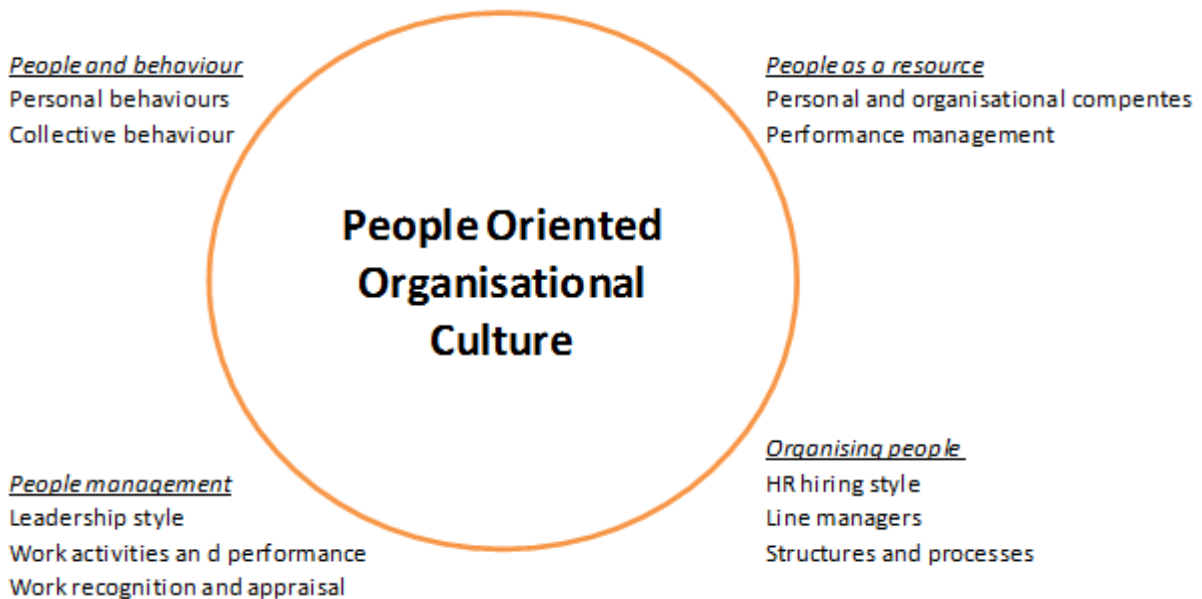 People and behaviour
Personal behaviours
Collective behaviour
People as a resource
Personal and organisational compentes
Performance management
People Oriented
Organisational
Culture
People management
Leadership style
Work activities an d performance
Work recognition and appraisal
Organising people
HR hiring style
Line managers
Structures and processes